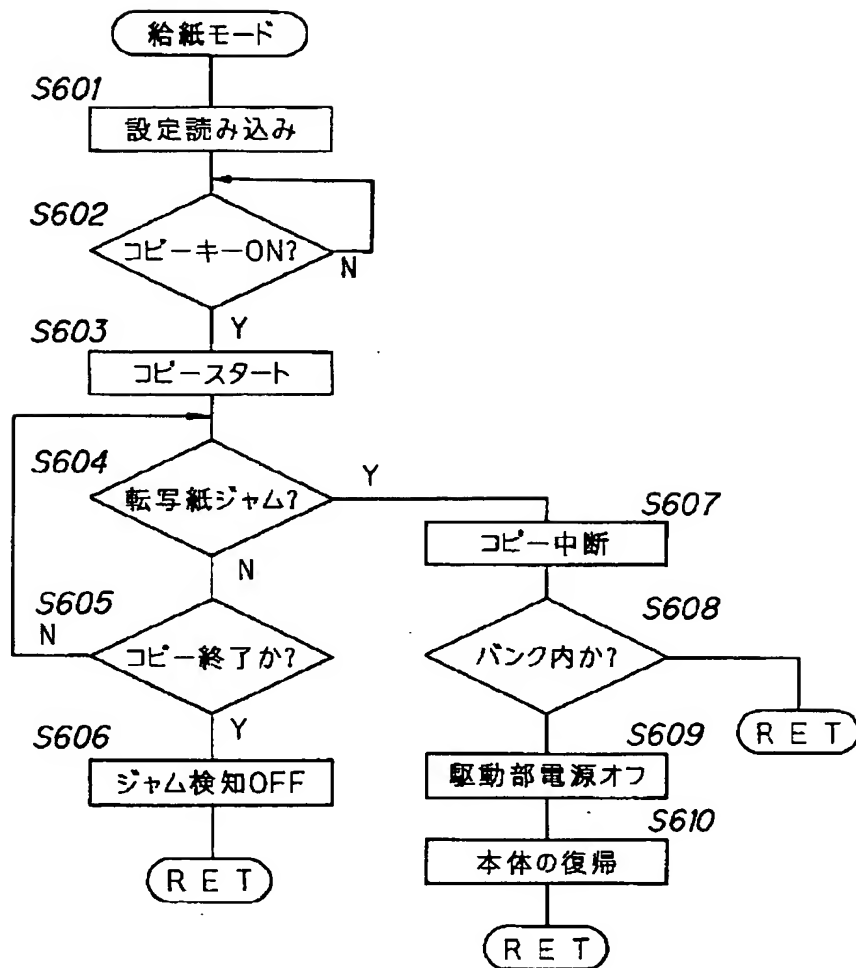 給紙モード
S601
設定読み込み
S602
コピーキーON?
N
Y
S603
コピースタート
S604
転写紙ジャム?
Y
N
S605
N
コピー終了か?
Y
S606
ジャム検知OFF
RET
S607
コピー中断
S608
バンク内か?
RET
S609
駆動部電源オフ
S610
本体の復帰
RET